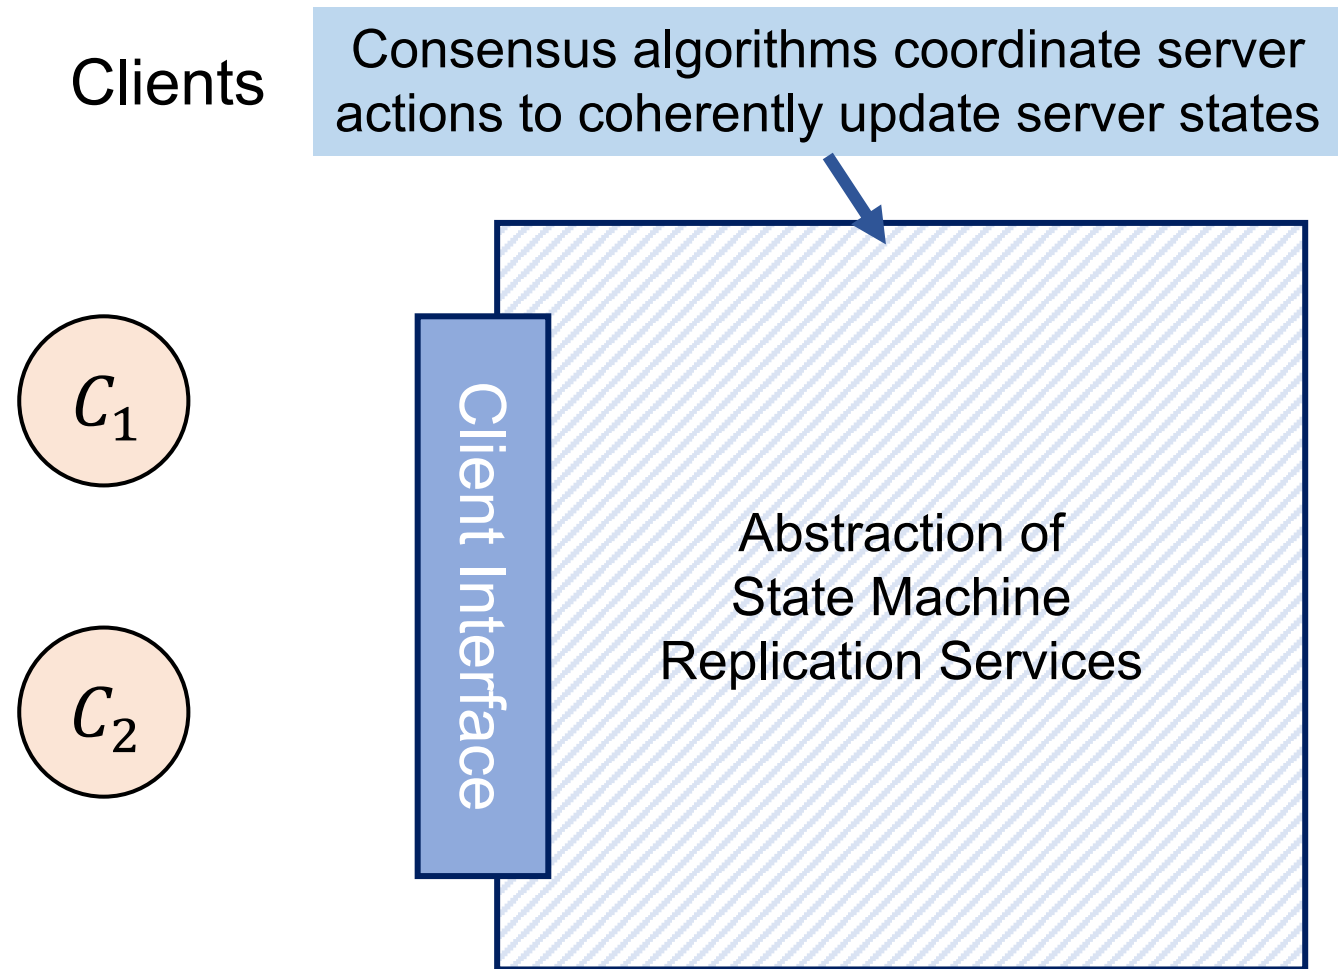 Clients
Consensus algorithms coordinate server
actions to coherently update server states
C₁
C₂
Client Interface
Abstraction of
State Machine
Replication Services